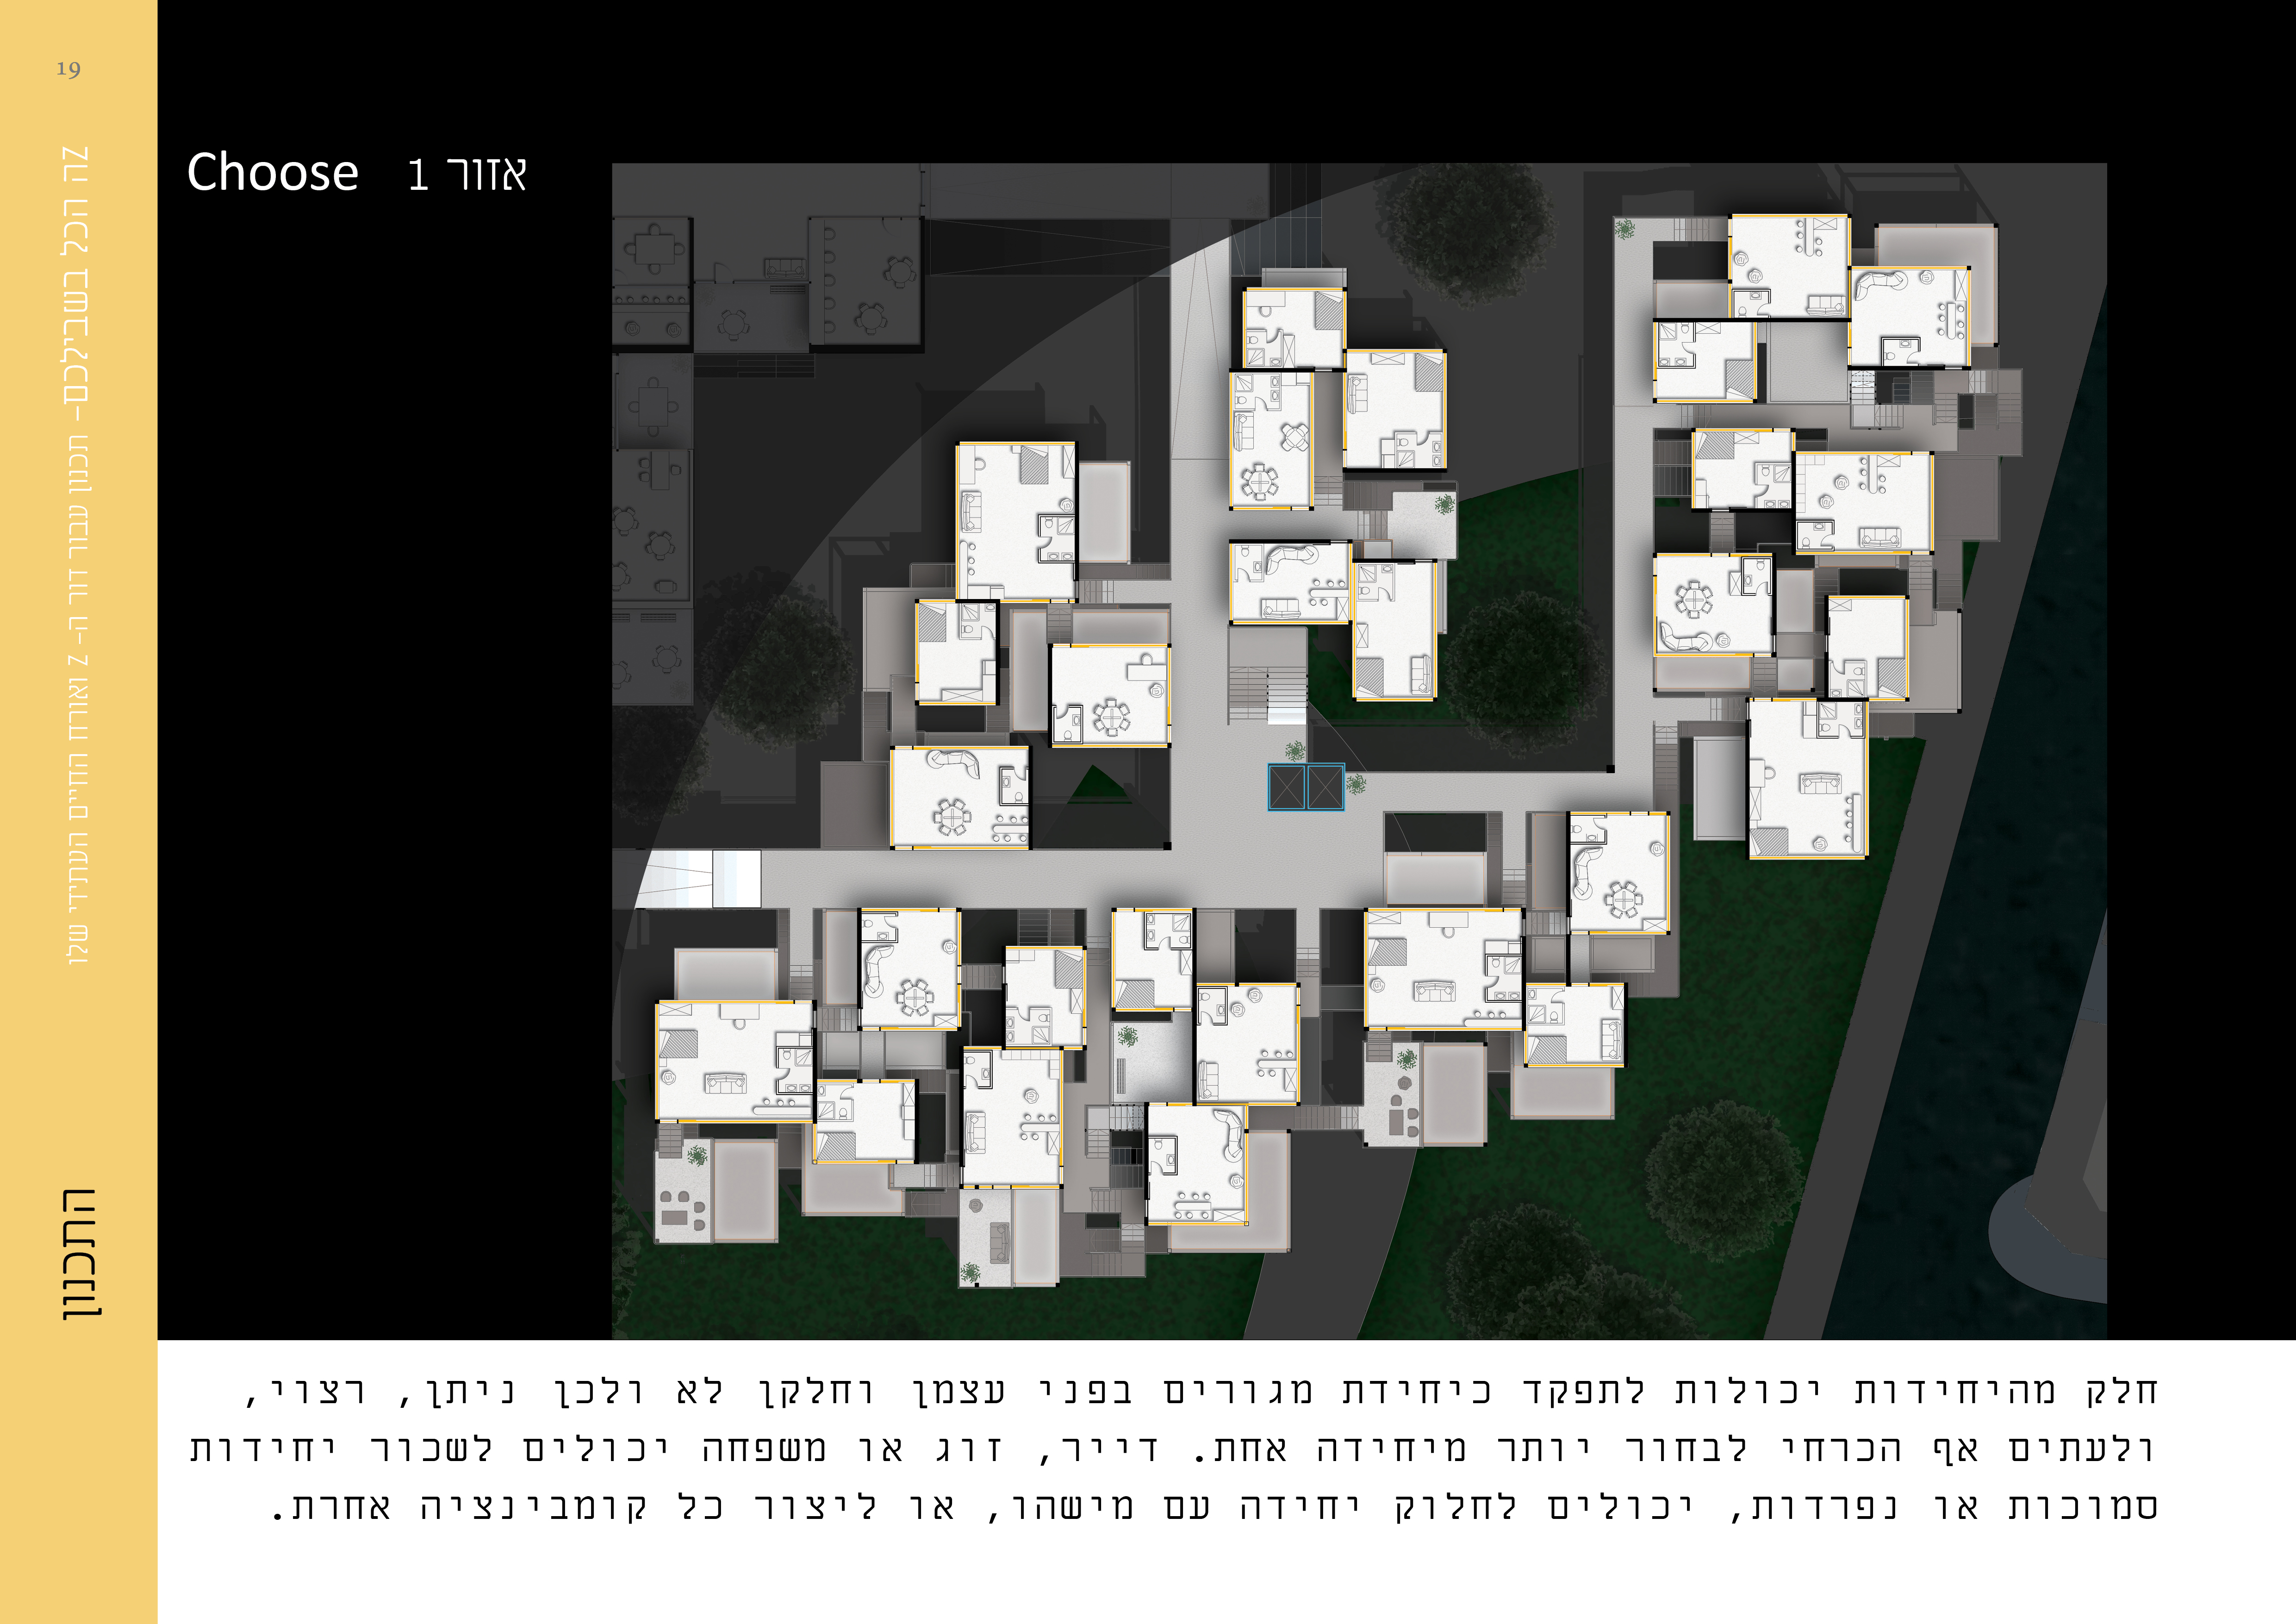 19
זה הכל בשבילכם- תכנון עבור דור ה- Z ואורח החיים העתידי שלו
התכנון
Choose אזור 1
חלק מהיחידות יכולות לתפקד כיחידת מגורים בפני עצמן וחלקן לא ולכן ניתן, רצוי,
ולעתים אף הכרחי לבחור יותר מיחידה אחת. דייר, זוג או משפחה יכולים לשכור יחידות
סמוכות או נפרדות, יכולים לחלוק יחידה עם מישהו, או ליצור כל קומבינציה אחרת.